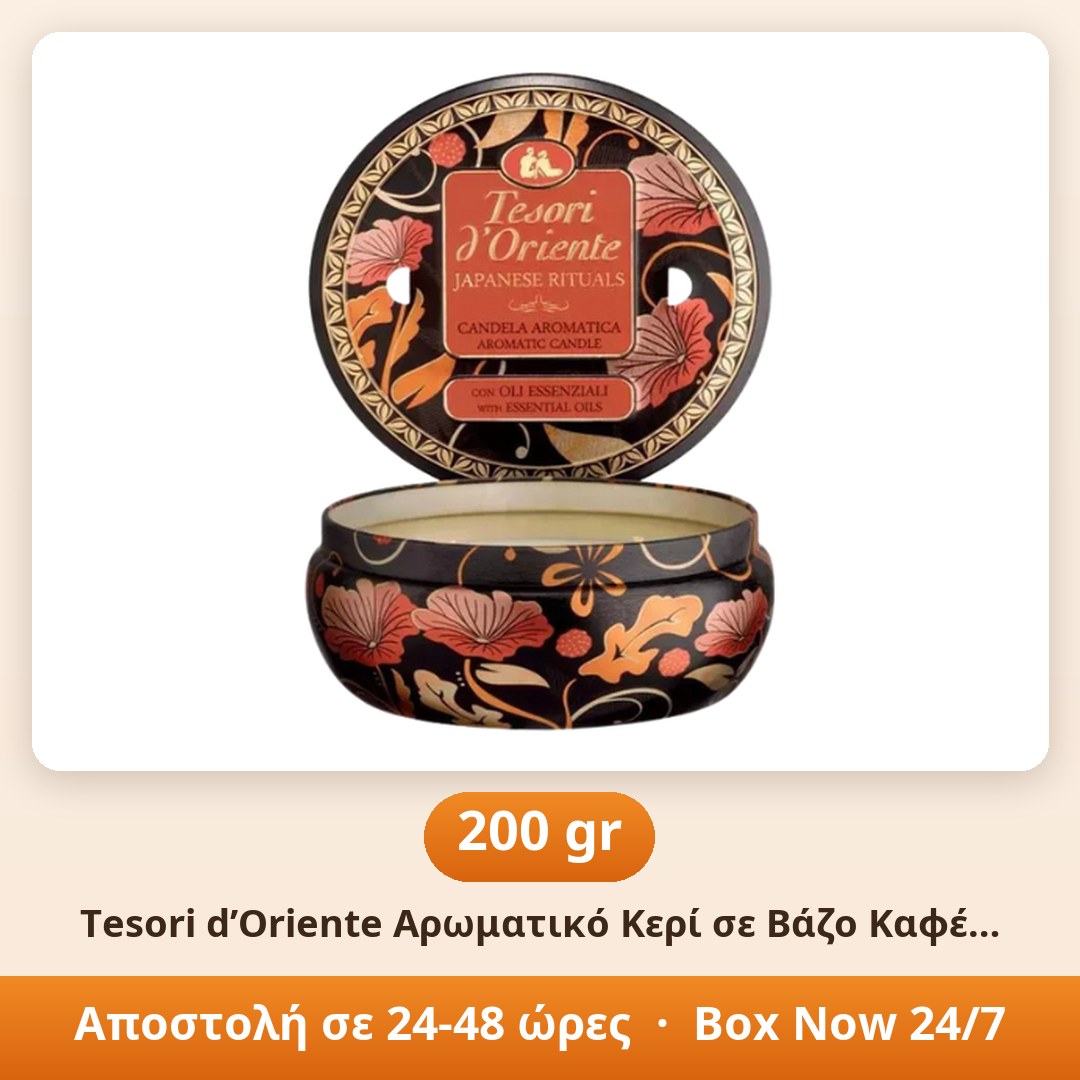 Tesori
d'Oriente
JAPANESE RITUALS
CANDELA AROMATICA
AROMATIC CANDLE
CON OLI ESSENZIALI
WITH ESSENTIAL OILS
200 gr
Tesori d’Oriente Αρωματικό Κερί σε Βάζο Καφέ...
Αποστολή σε 24-48 ώρες · Box Now 24/7